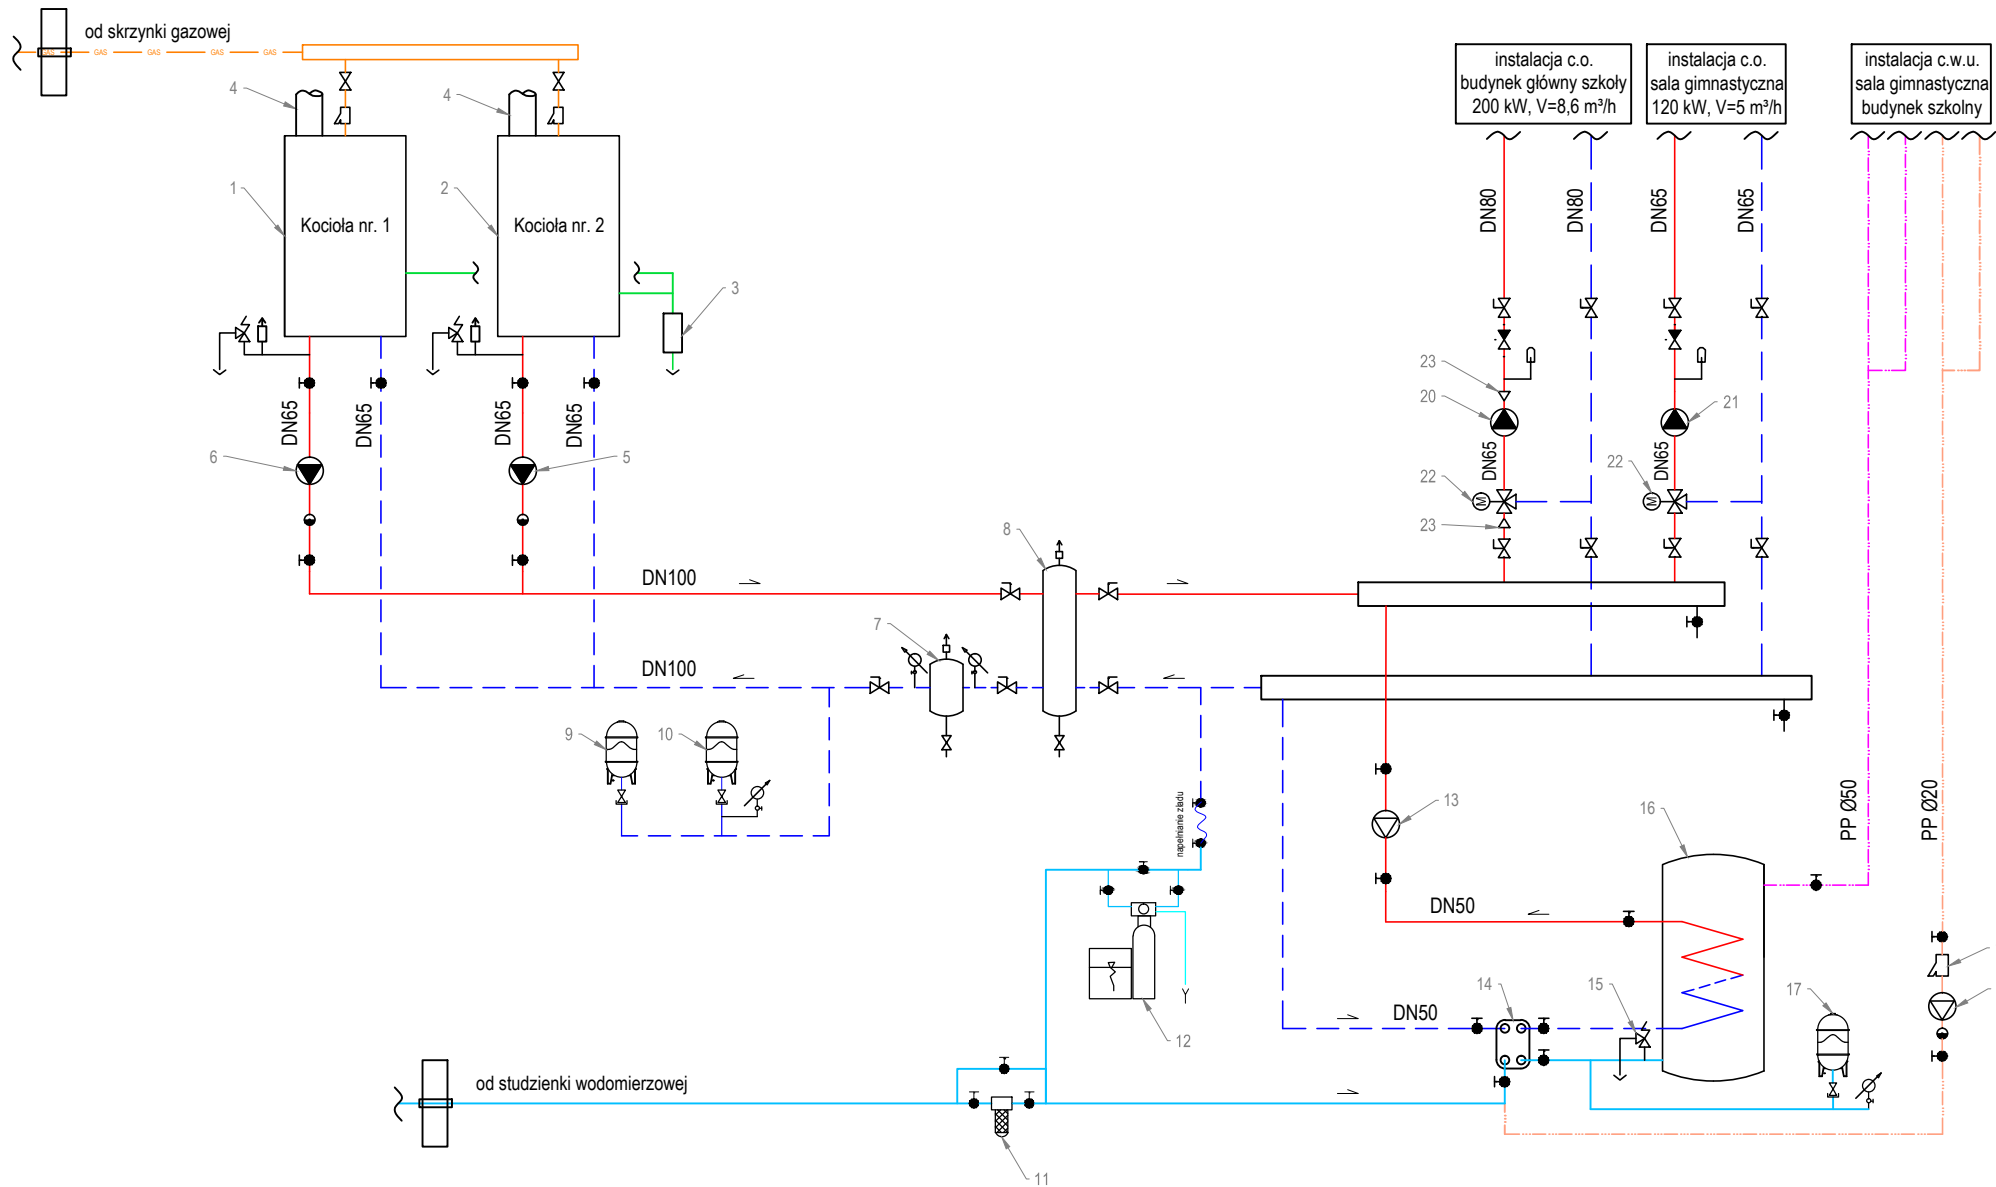 od skrzynki gazowej
GAS GAS GAS GAS GAS
4
4
1
2
Kocioła nr. 1
Kocioła nr. 2
3
DN65
DN65
DN65
DN65
6
5
instalacja c.o.
budynek główny szkoły
200 kW, V=8,6 m³/h
instalacja c.o.
sala gimnastyczna
120 kW, V=5 m³/h
instalacja c.w.u.
sala gimnastyczna
budynek szkolny
DN80
DN80
DN65
DN65
23
20
21
DN65
DN65
22
M
22
M
23
8
DN100
7
DN100
9
10
napełnianie zładu
13
16
PP Ø50
PP Ø20
DN50
14
15
17
DN50
12
od studzienki wodomierzowej
11